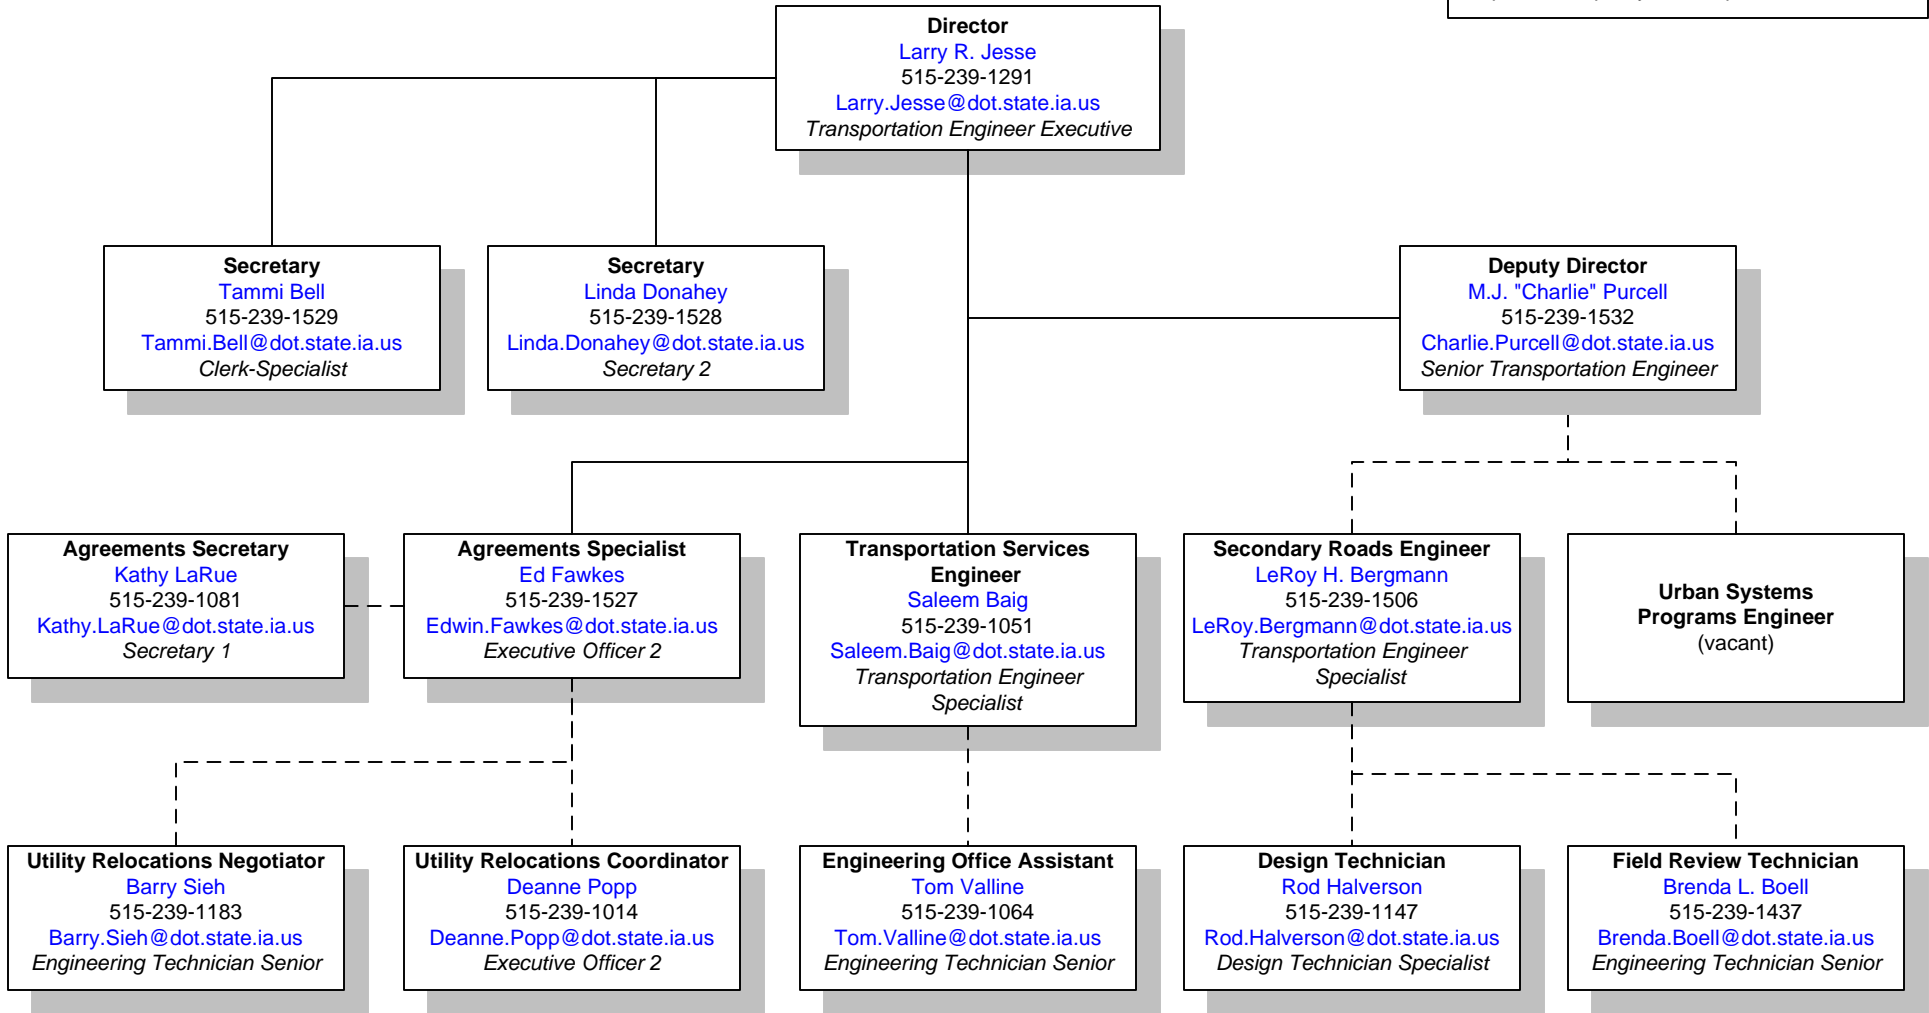 Director
Larry R. Jesse
515-239-1291
Larry.Jesse@dot.state.ia.us
Transportation Engineer Executive
Secretary
Tammi Bell
515-239-1529
Tammi.Bell@dot.state.ia.us
Clerk-Specialist
Secretary
Linda Donahey
515-239-1528
Linda.Donahey@dot.state.ia.us
Secretary 2
Deputy Director
M.J. "Charlie" Purcell
515-239-1532
Charlie.Purcell@dot.state.ia.us
Senior Transportation Engineer
Agreements Secretary
Kathy LaRue
515-239-1081
Kathy.LaRue@dot.state.ia.us
Secretary 1
Agreements Specialist
Ed Fawkes
515-239-1527
Edwin.Fawkes@dot.state.ia.us
Executive Officer 2
Transportation Services
Engineer
Saleem Baig
515-239-1051
Saleem.Baig@dot.state.ia.us
Transportation Engineer
Specialist
Secondary Roads Engineer
LeRoy H. Bergmann
515-239-1506
LeRoy.Bergmann@dot.state.ia.us
Transportation Engineer
Specialist
Urban Systems
Programs Engineer
(vacant)
Utility Relocations Negotiator
Barry Sieh
515-239-1183
Barry.Sieh@dot.state.ia.us
Engineering Technician Senior
Utility Relocations Coordinator
Deanne Popp
515-239-1014
Deanne.Popp@dot.state.ia.us
Executive Officer 2
Engineering Office Assistant
Tom Valline
515-239-1064
Tom.Valline@dot.state.ia.us
Engineering Technician Senior
Design Technician
Rod Halverson
515-239-1147
Rod.Halverson@dot.state.ia.us
Design Technician Specialist
Field Review Technician
Brenda L. Boell
515-239-1437
Brenda.Boell@dot.state.ia.us
Engineering Technician Senior